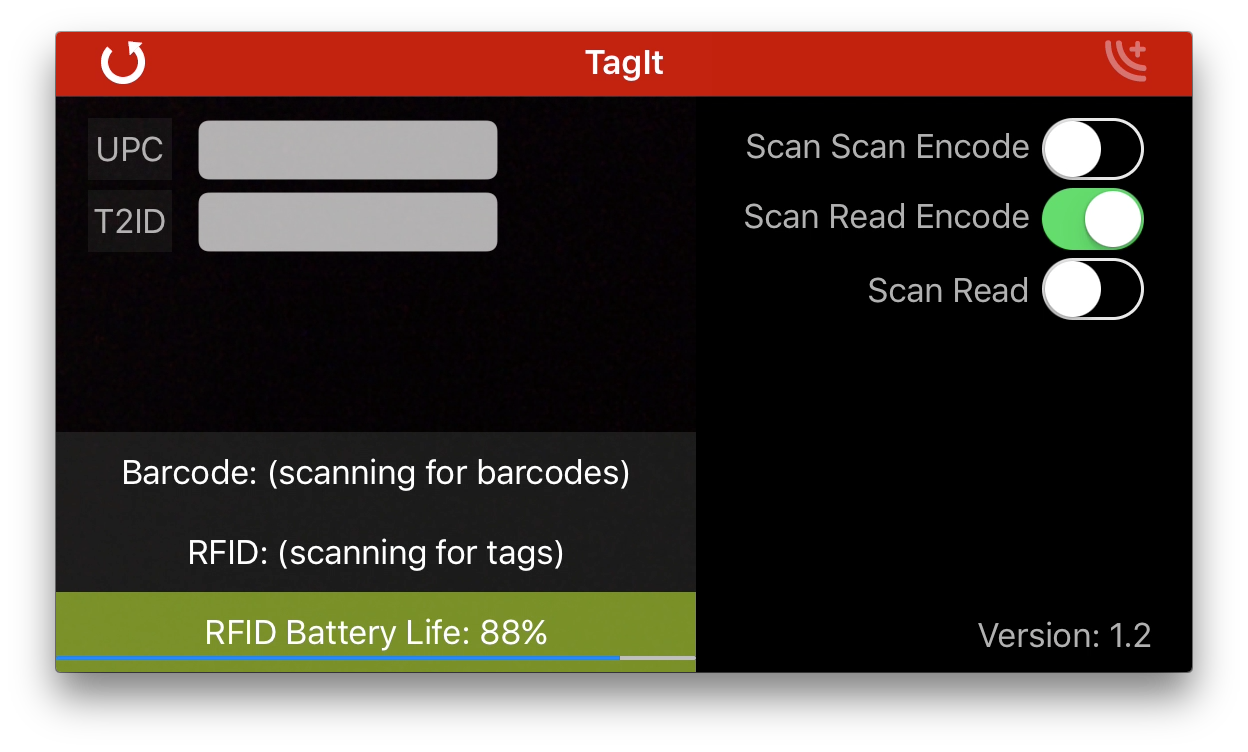 TagIt
UPC
T2ID
Scan Scan Encode
Scan Read Encode
Scan Read
Barcode: (scanning for barcodes)
RFID: (scanning for tags)
RFID Battery Life: 88%
Version: 1.2